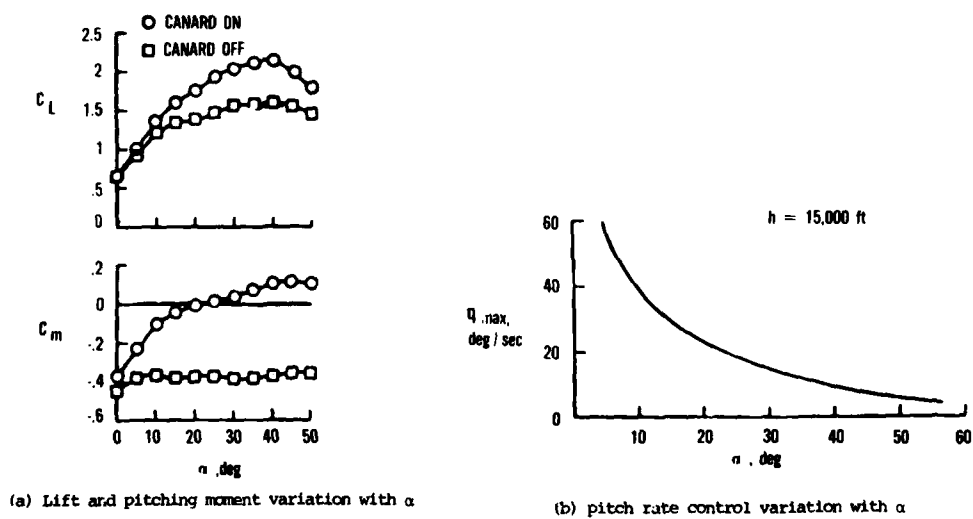 CANARD ON
CANARD OFF
2.5
2
C L
1.5
1
.5
0
.2
0
C m
-.2
-.4
-.6
0 10 20 30 40 50
α ,deg
(a) Lift and pitching moment variation with α
h = 15,000 ft
60
40
q max,
deg / sec
20
0
10 20 30 40 50 60
α , deg
(b) pitch rate control variation with α